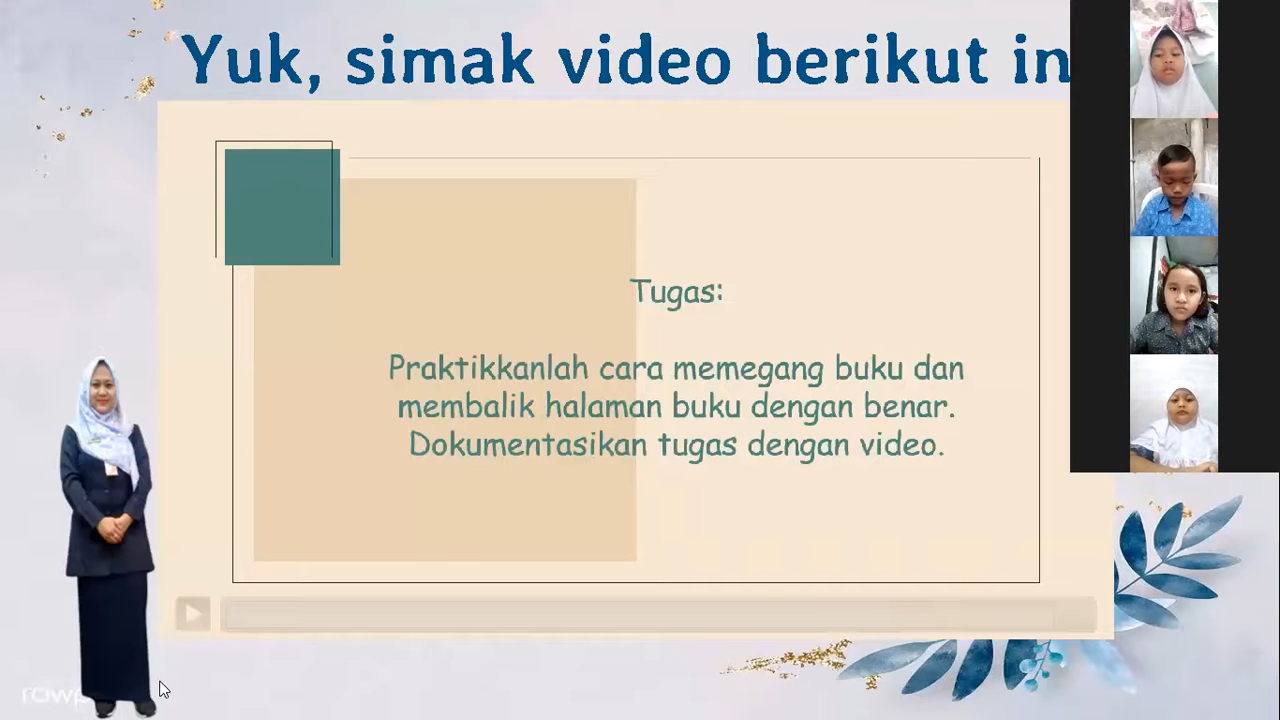 Yuk, simak video berikut in
Tugas:
Praktikkanlah cara memegang buku dan
membalik halaman buku dengan benar.
Dokumentasikan tugas dengan video.